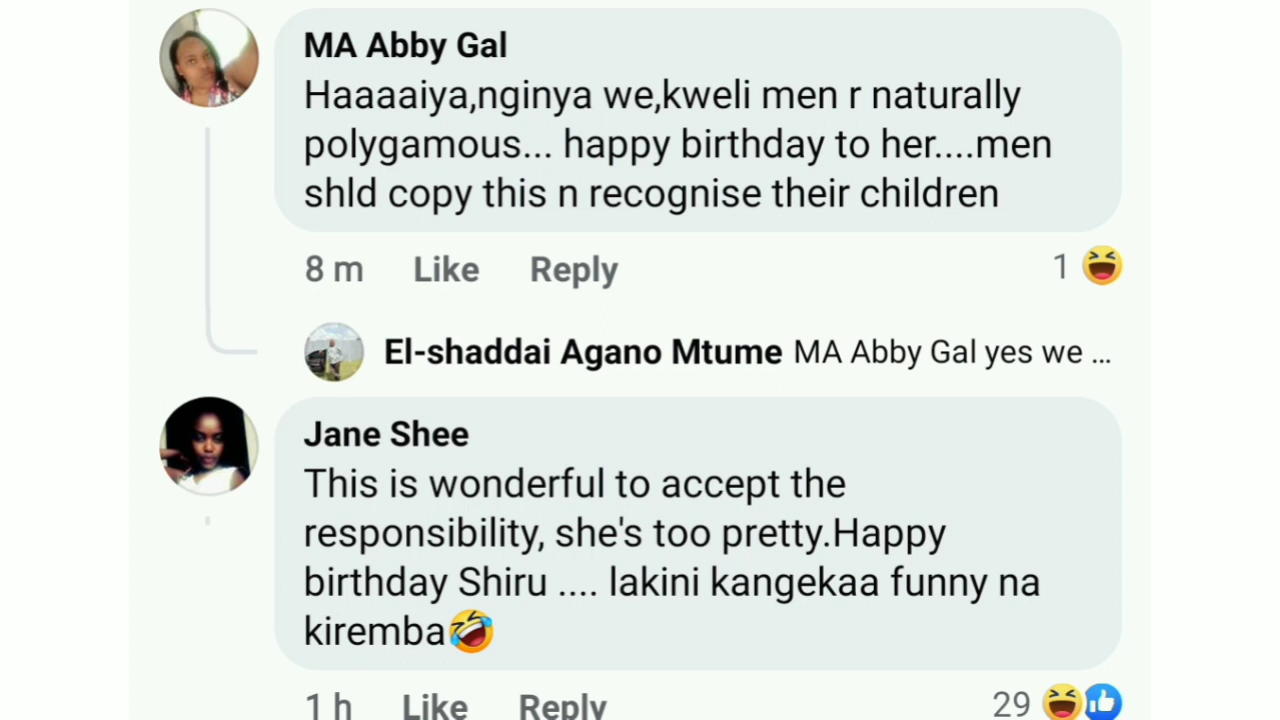 MA Abby Gal
Haaaaiya,nginya we,kweli men r naturally
polygamous... happy birthday to her....men
shld copy this n recognise their children
8 m Like Reply 1
El-shaddai Agano Mtume MA Abby Gal yes we ...
Jane Shee
This is wonderful to accept the
responsibility, she's too pretty.Happy
birthday Shiru .... lakini kangekaa funny na
kiremba🤣
1 h Like Reply 29